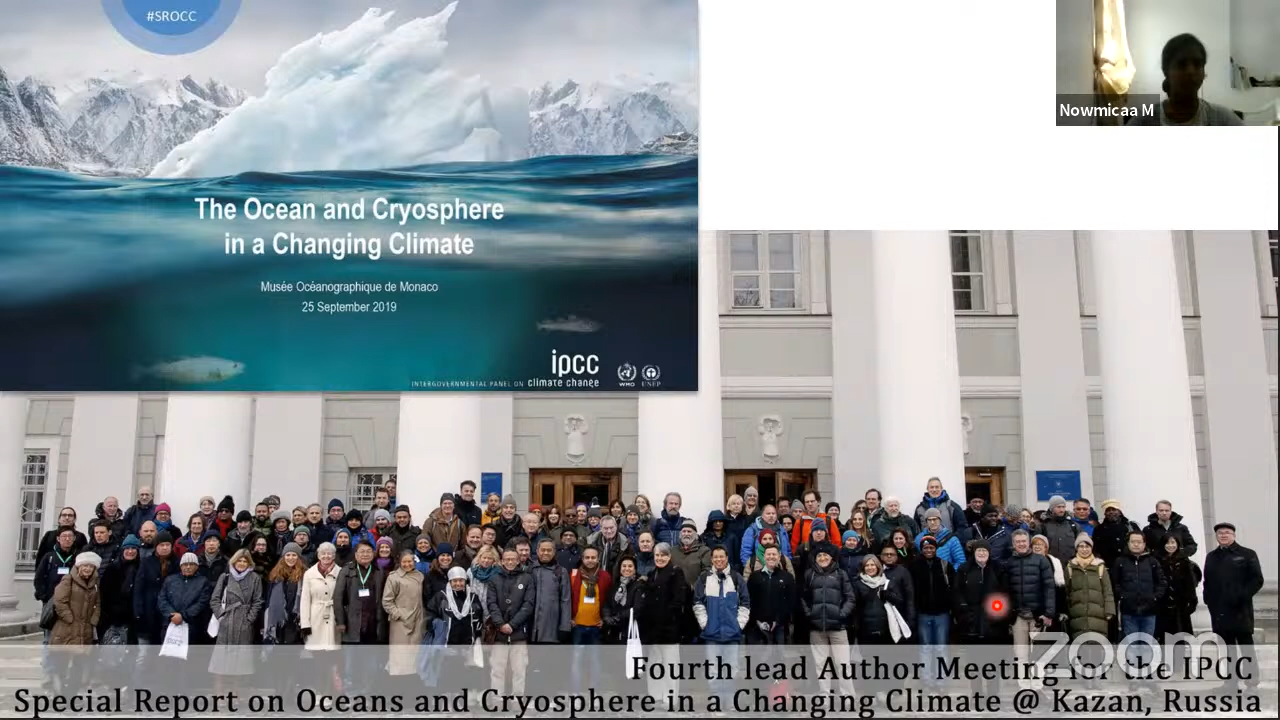 #SROCC
The Ocean and Cryosphere
in a Changing Climate
Musée Océanographique de Monaco
25 September 2019
ipcc
INTERGOVERNMENTAL PANEL ON climate change
WMO UNEP
Nowmicaa M
zoom
Fourth lead Author Meeting for the IPCC
Special Report on Oceans and Cryosphere in a Changing Climate @ Kazan, Russia